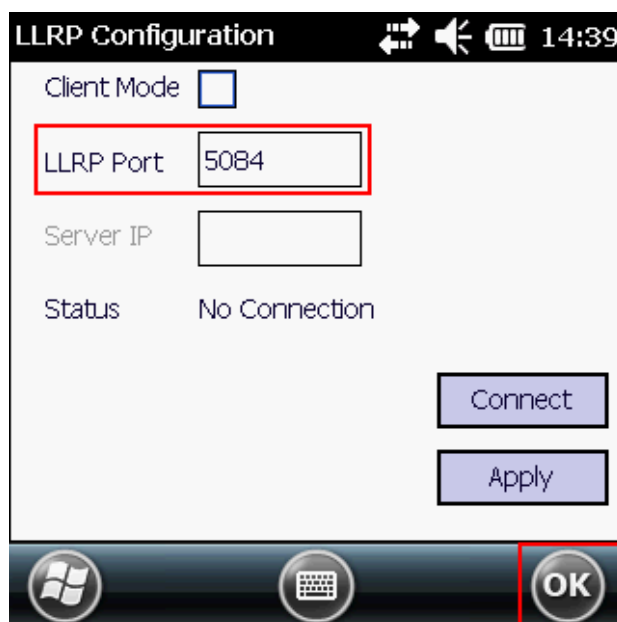 LLRP Configuration 14:39
Client Mode
LLRP Port 5084
Server IP
Status No Connection
Connect
Apply
OK